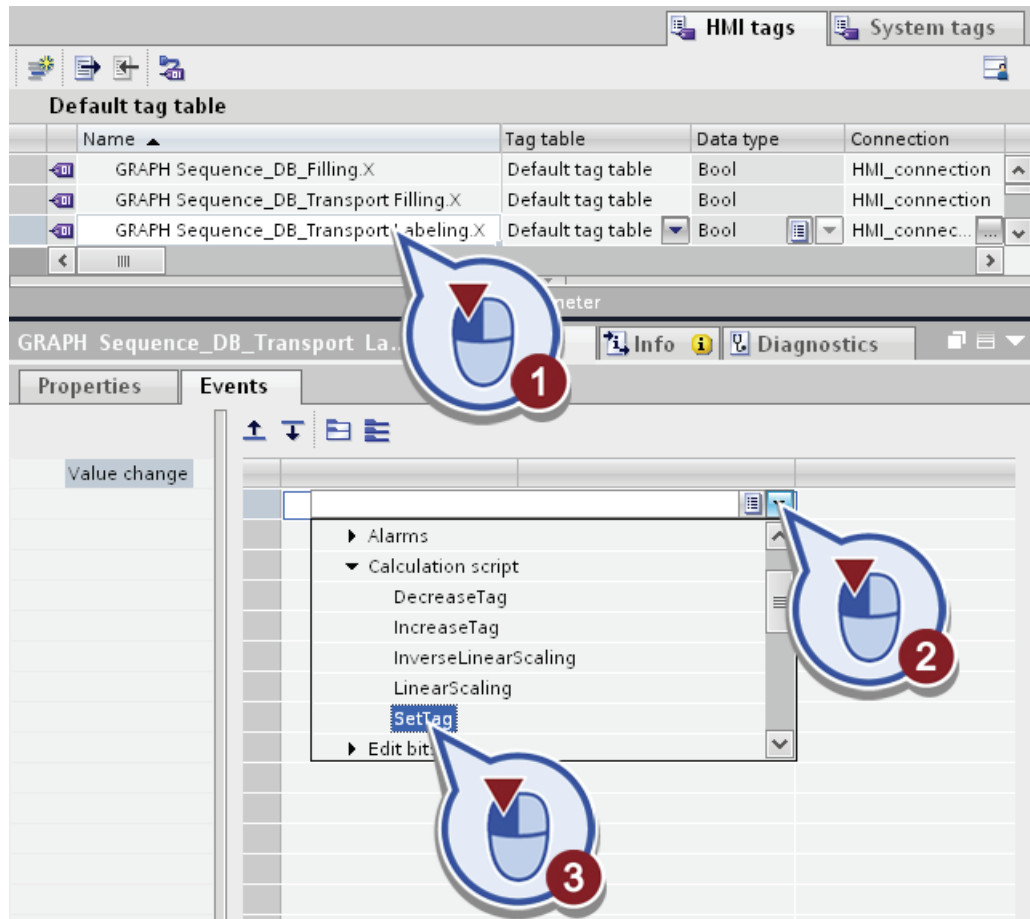 HMI tags System tags
Default tag table
Name Tag table Data type Connection
GRAPH Sequence_DB_Filling.X Default tag table Bool HMI_connection
GRAPH Sequence_DB_Transport Filling.X Default tag table Bool HMI_connection
GRAPH Sequence_DB_Transport Labeling.X Default tag table Bool HMI_connec... ...
GRAPH Sequence_DB_Transport La... Info Diagnostics
1
Properties Events
Value change
Alarms
Calculation script
DecreaseTag
IncreaseTag
InverseLinearScaling
2
LinearScaling
SetTag
Edit bit
3